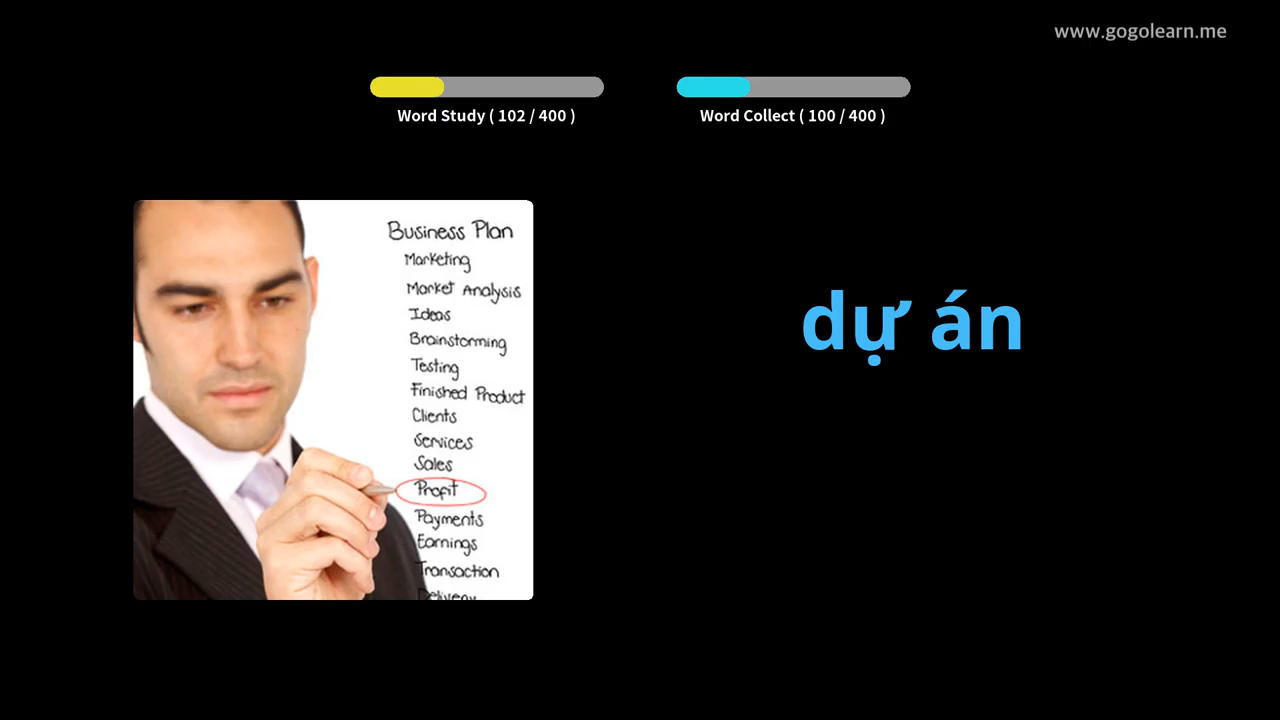 www.gogolearn.me
Word Study ( 102 / 400 )
Word Collect ( 100 / 400 )
Business Plan
Marketing
Market Analysis
Ideas
Brainstorming
Testing
Finished Product
Clients
Services
Sales
Profit
Payments
Earnings
Transaction
Delivery
dự án